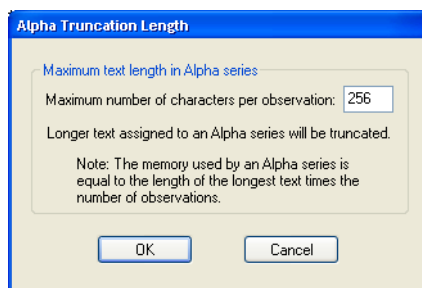 Alpha Truncation Length
Maximum text length in Alpha series
Maximum number of characters per observation: 256
Longer text assigned to an Alpha series will be truncated.
Note: The memory used by an Alpha series is
equal to the length of the longest text times the
number of observations.
OK Cancel